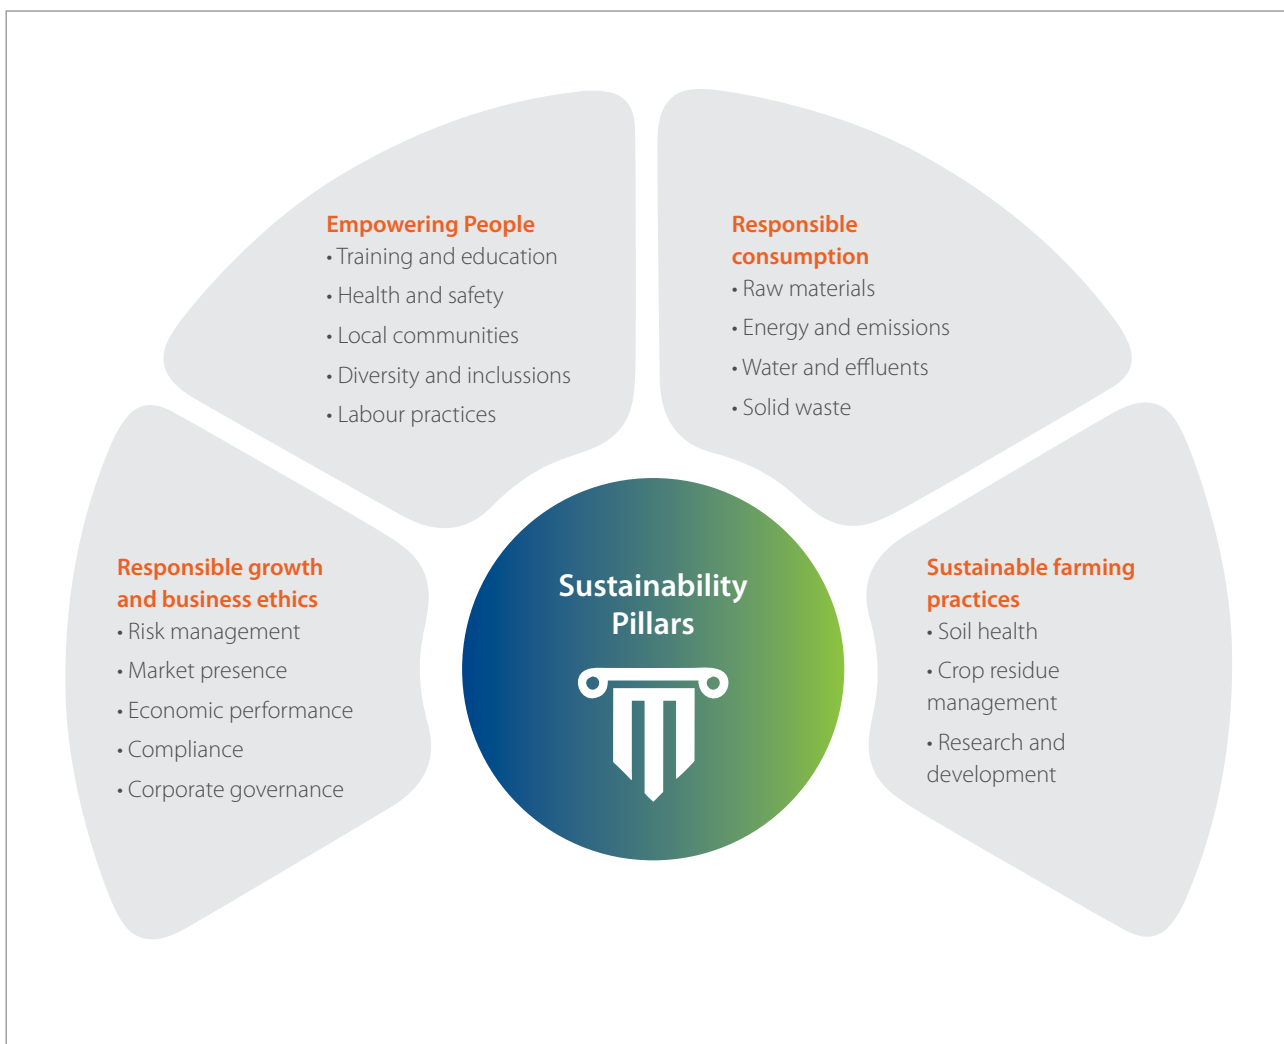 Empowering People
• Training and education
• Health and safety
• Local communities
• Diversity and inclussions
• Labour practices
Responsible
consumption
• Raw materials
• Energy and emissions
• Water and effluents
• Solid waste
Responsible growth
and business ethics
• Risk management
• Market presence
• Economic performance
• Compliance
• Corporate governance
Sustainability
Pillars
Sustainable farming
practices
• Soil health
• Crop residue
management
• Research and
development